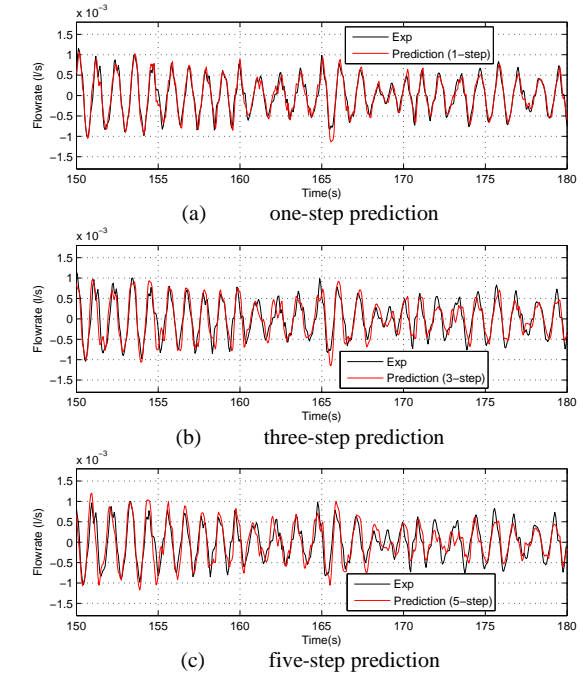 x 10⁻³
1.5
1
0.5
0
−0.5
−1
−1.5
Flowrate (l/s)
Exp
Prediction (1−step)
150 155 160 165 170 175 180
Time(s)
(a) one-step prediction
x 10⁻³
1.5
1
0.5
0
−0.5
−1
−1.5
Flowrate (l/s)
Exp
Prediction (3−step)
150 155 160 165 170 175 180
Time(s)
(b) three-step prediction
x 10⁻³
1.5
1
0.5
0
−0.5
−1
−1.5
Flowrate (l/s)
Exp
Prediction (5−step)
150 155 160 165 170 175 180
Time(s)
(c) five-step prediction